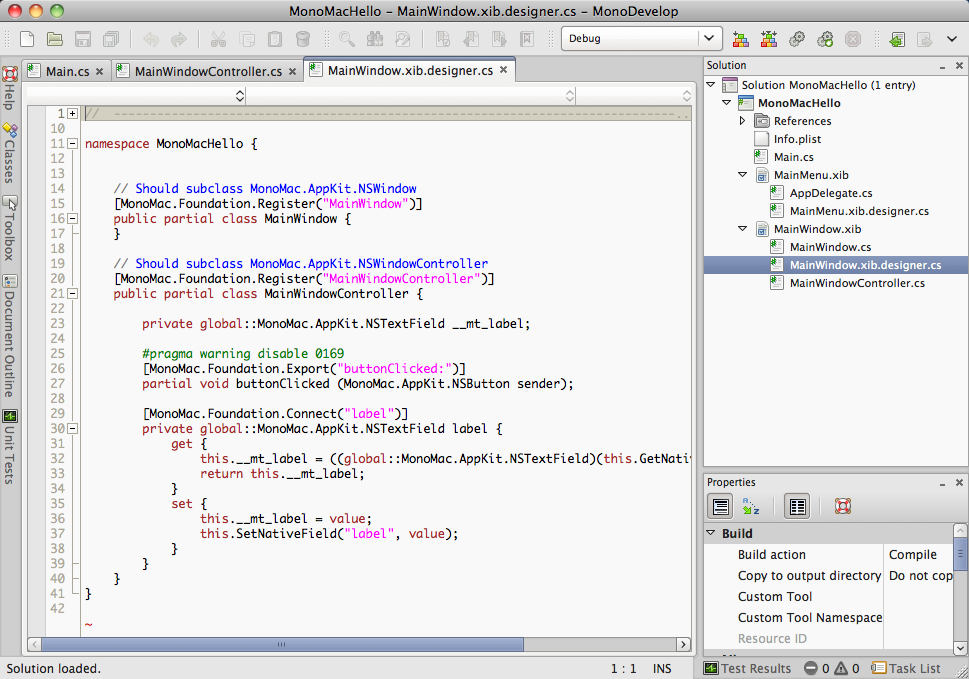 MonoMacHello – MainWindow.xib.designer.cs – MonoDevelop
Debug
Main.cs
MainWindowController.cs
MainWindow.xib.designer.cs
Help
Classes
Toolbox
Document Outline
Unit Tests
1 // ------------------------------------------------------------------------------..
10
11 namespace MonoMacHello {
12
13
14 // Should subclass MonoMac.AppKit.NSWindow
15 [MonoMac.Foundation.Register("MainWindow")]
16 public partial class MainWindow {
17 }
18
19 // Should subclass MonoMac.AppKit.NSWindowController
20 [MonoMac.Foundation.Register("MainWindowController")]
21 public partial class MainWindowController {
22
23 private global::MonoMac.AppKit.NSTextField __mt_label;
24
25 #pragma warning disable 0169
26 [MonoMac.Foundation.Export("buttonClicked:")]
27 partial void buttonClicked (MonoMac.AppKit.NSButton sender);
28
29 [MonoMac.Foundation.Connect("label")]
30 private global::MonoMac.AppKit.NSTextField label {
31 get {
32 this.__mt_label = ((global::MonoMac.AppKit.NSTextField)(this.GetNati
33 return this.__mt_label;
34 }
35 set {
36 this.__mt_label = value;
37 this.SetNativeField("label", value);
38 }
39 }
40 }
41 }
42
~
Solution
Solution MonoMacHello (1 entry)
MonoMacHello
References
Info.plist
Main.cs
MainMenu.xib
AppDelegate.cs
MainMenu.xib.designer.cs
MainWindow.xib
MainWindow.cs
MainWindow.xib.designer.cs
MainWindowController.cs
Properties
Build
Build action Compile
Copy to output directory Do not cop
Custom Tool
Custom Tool Namespace
Resource ID
Solution loaded.
1 : 1 INS
Test Results 0 0 Task List